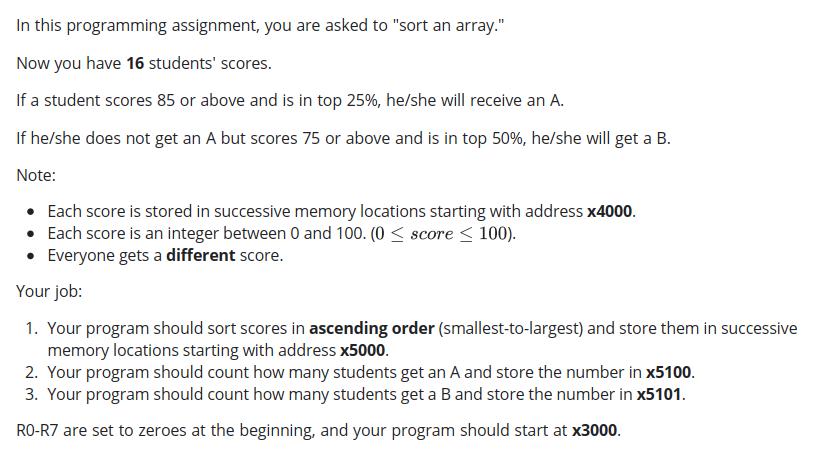 In this programming assignment, you are asked to "sort an array."
Now you have 16 students' scores.
If a student scores 85 or above and is in top 25%, he/she will receive an A.
If he/she does not get an A but scores 75 or above and is in top 50%, he/she will get a B.
Note:
• Each score is stored in successive memory locations starting with address x4000.
• Each score is an integer between 0 and 100. (0 ≤ score ≤ 100).
• Everyone gets a different score.
Your job:
1. Your program should sort scores in ascending order (smallest-to-largest) and store them in successive
memory locations starting with address x5000.
2. Your program should count how many students get an A and store the number in x5100.
3. Your program should count how many students get a B and store the number in x5101.
R0-R7 are set to zeroes at the beginning, and your program should start at x3000.